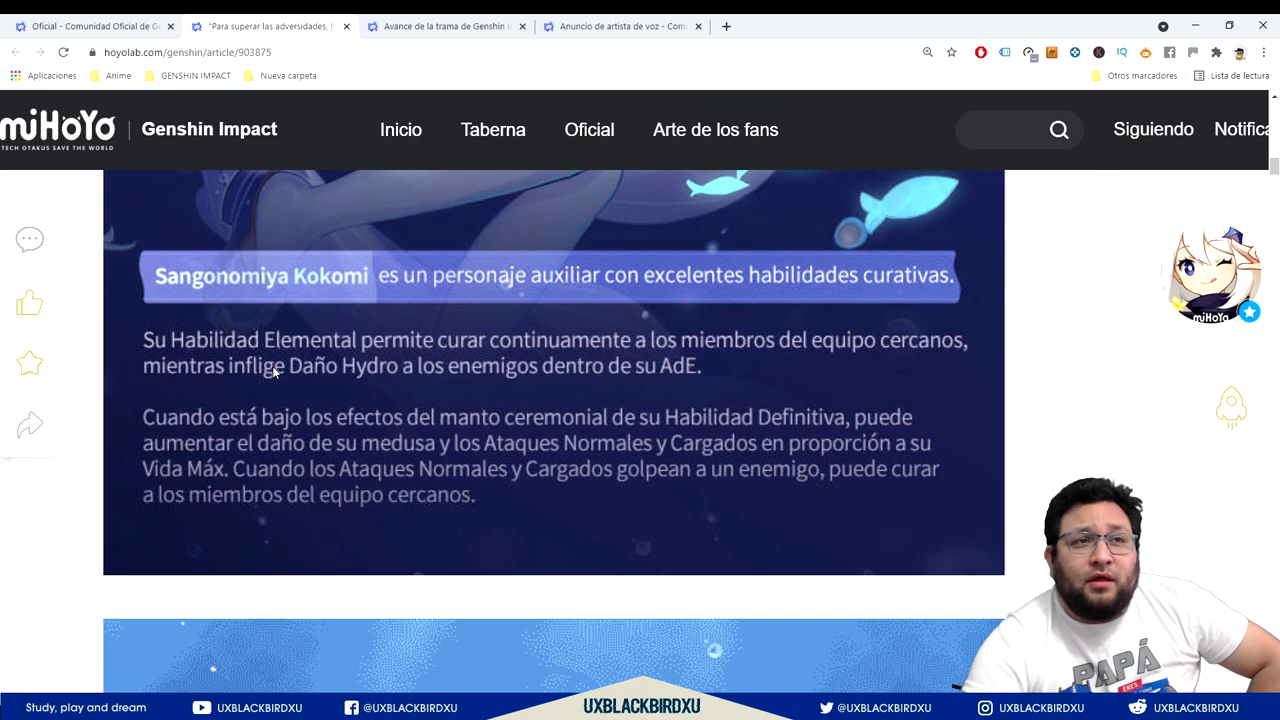 Oficial - Comunidad Oficial de Ge
"Para superar las adversidades, l
Avance de la trama de Genshin I
Anuncio de artista de voz - Com
hoyolab.com/genshin/article/903875
IQ
Aplicaciones
Anime
GENSHIN IMPACT
Nueva carpeta
Otros marcadores
Lista de lectura
miHoYo
TECH OTAKUS SAVE THE WORLD
Genshin Impact
Inicio
Taberna
Oficial
Arte de los fans
Siguiendo
Notifica
Sangonomiya Kokomi es un personaje auxiliar con excelentes habilidades curativas.
Su Habilidad Elemental permite curar continuamente a los miembros del equipo cercanos,
mientras inflige Daño Hydro a los enemigos dentro de su AdE.
Cuando está bajo los efectos del manto ceremonial de su Habilidad Definitiva, puede
aumentar el daño de su medusa y los Ataques Normales y Cargados en proporción a su
Vida Máx. Cuando los Ataques Normales y Cargados golpean a un enemigo, puede curar
a los miembros del equipo cercanos.
miHoYo
PAPÁ
ERES
Study, play and dream
UXBLACKBIRDXU
@UXBLACKBIRDXU
UXBLACKBIRDXU
@UXBLACKBIRDXU
UXBLACKBIRDXU
UXBLACKBIRDXU